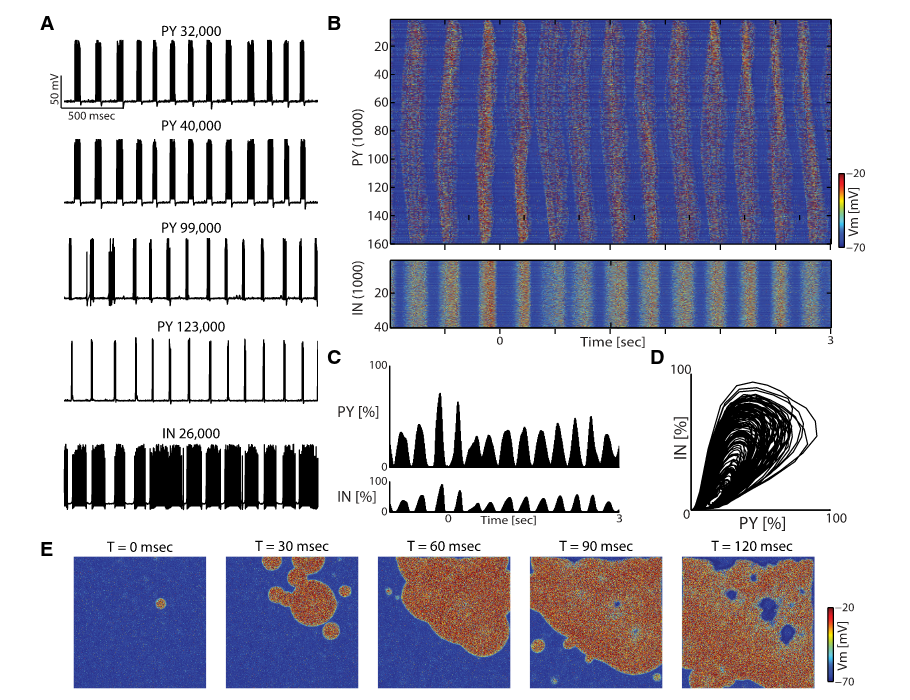 A
PY 32,000
50 mV
500 msec
PY 40,000
PY 99,000
PY 123,000
IN 26,000
B
PY (1000)
20
40
60
80
100
120
140
160
IN (1000)
20
40
0
Time [sec]
3
−20
Vm [mV]
−70
C
100
PY [%]
0
100
IN [%]
0
0
Time [sec]
3
D
100
IN [%]
0
PY [%]
100
E
T = 0 msec
T = 30 msec
T = 60 msec
T = 90 msec
T = 120 msec
−20
Vm [mV]
−70